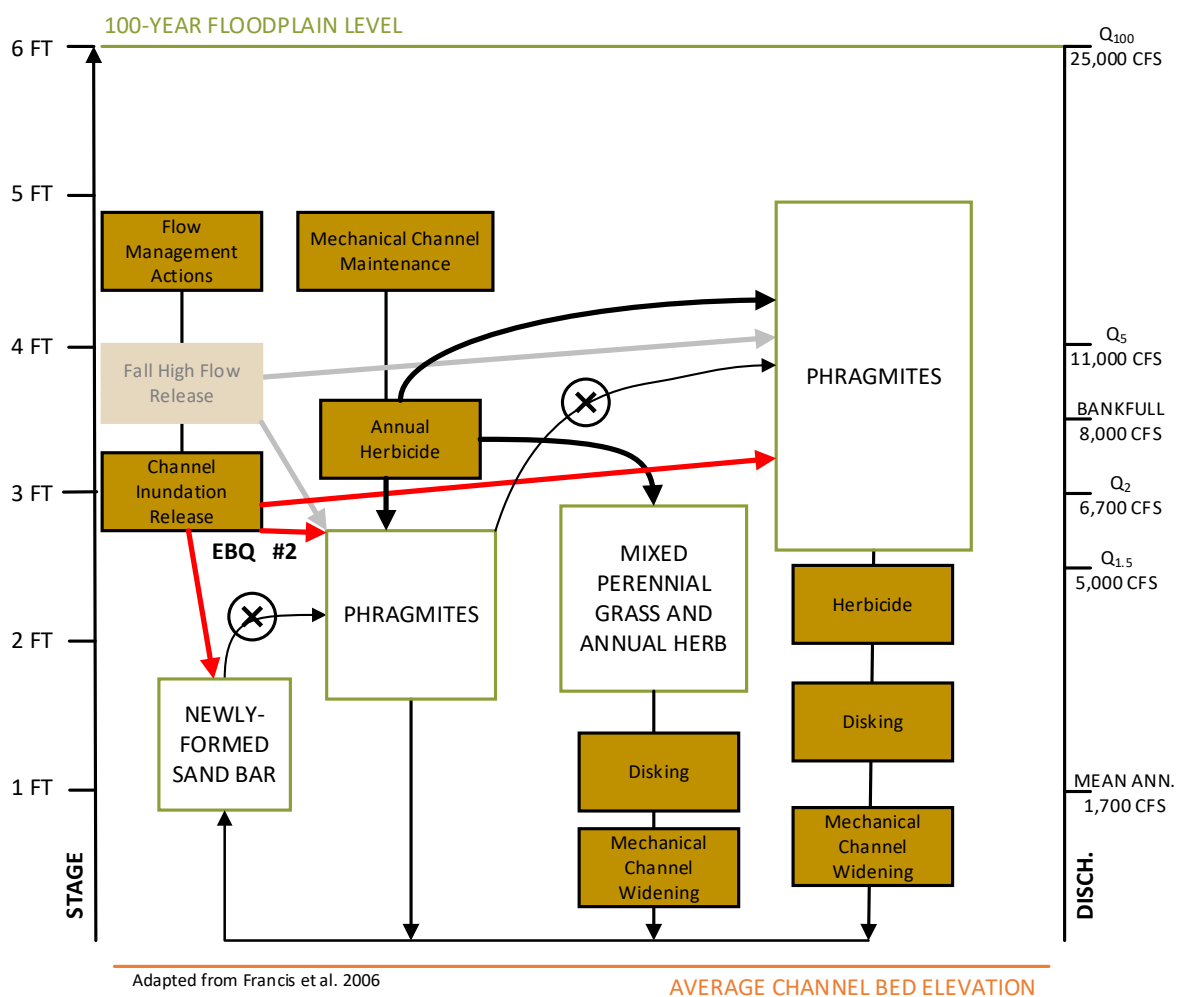 100-YEAR FLOODPLAIN LEVEL
6 FT
5 FT
4 FT
3 FT
2 FT
1 FT
STAGE
Flow
Management
Actions
Mechanical Channel
Maintenance
Fall High Flow
Release
Annual
Herbicide
Channel
Inundation
Release
EBQ #2
PHRAGMITES
PHRAGMITES
NEWLY-
FORMED
SAND BAR
MIXED
PERENNIAL
GRASS AND
ANNUAL HERB
Herbicide
Disking
Mechanical
Channel
Widening
Disking
Mechanical
Channel
Widening
Q100
25,000 CFS
Q5
11,000 CFS
BANKFULL
8,000 CFS
Q2
6,700 CFS
Q1.5
5,000 CFS
MEAN ANN.
1,700 CFS
DISCH.
Adapted from Francis et al. 2006
AVERAGE CHANNEL BED ELEVATION